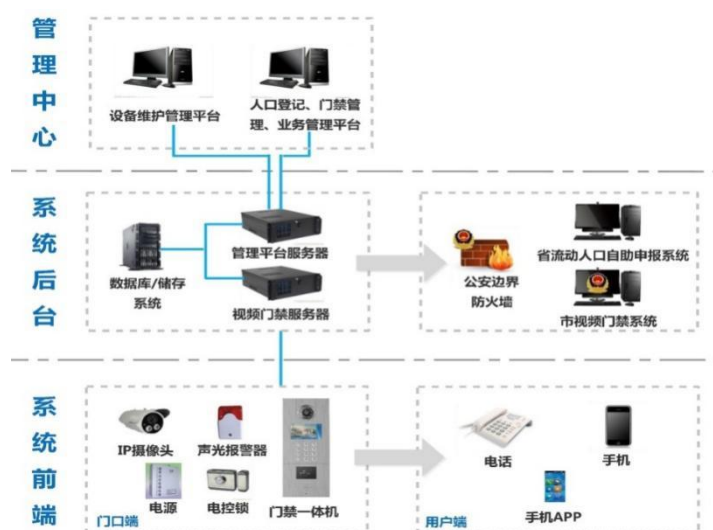 管理中心
设备维护管理平台
人口登记、门禁管
理、业务管理平台
系统后台
数据库/储存
系统
管理平台服务器
视频门禁服务器
公安边界
防火墙
省流动人口自助申报系统
市视频门禁系统
系统前端
IP摄像头
声光报警器
电源
电控锁
门禁一体机
门口端
电话
手机
手机APP
用户端